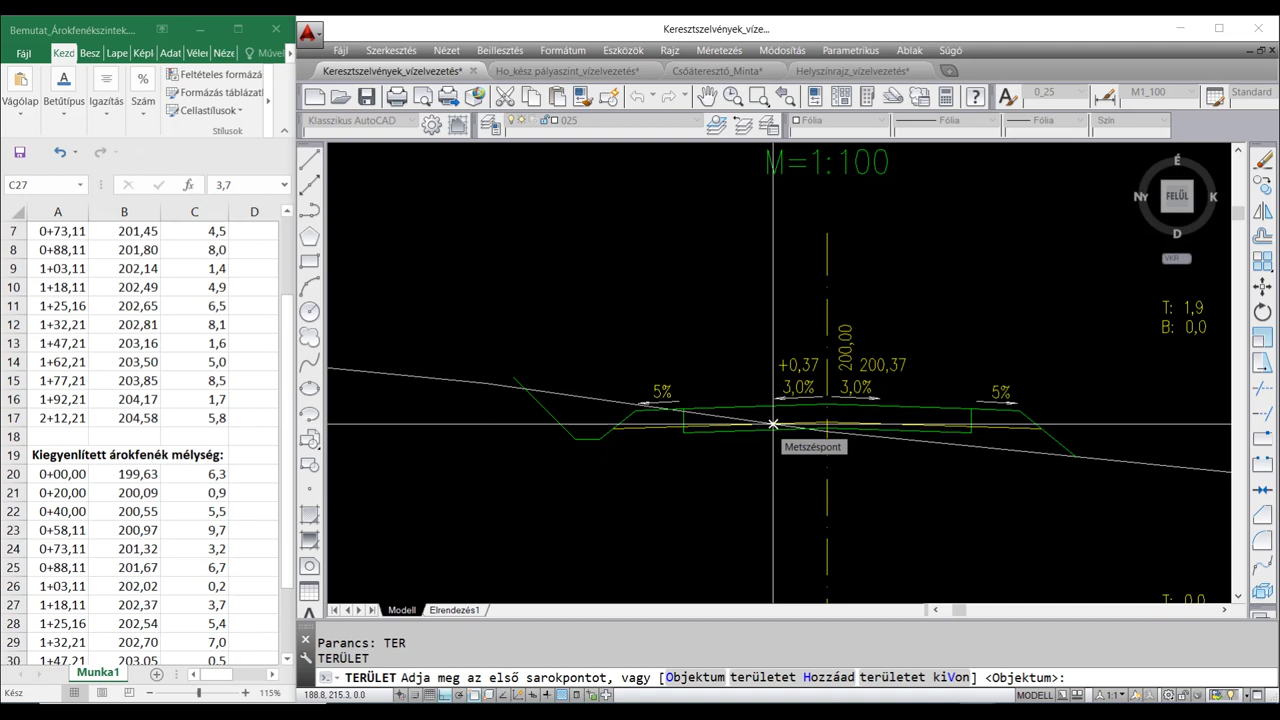 Bemutat_Árokfenékszintek....
Fájl Kezd Besz Lape Képl Adat Vélei Néze Művel
Vágólap
Betűtípus
Igazítás
Szám
Feltételes formázá
Formázás táblázatl
Cellastílusok
Stílusok
C27
3,7
A B C D
7 0+73,11 201,45 4,5
8 0+88,11 201,80 8,0
9 1+03,11 202,14 1,4
10 1+18,11 202,49 4,9
11 1+25,16 202,65 6,5
12 1+32,21 202,81 8,1
13 1+47,21 203,16 1,6
14 1+62,21 203,50 5,0
15 1+77,21 203,85 8,5
16 1+92,21 204,17 1,7
17 2+12,21 204,58 5,8
18
19 Kiegyenlített árokfenék mélység:
20 0+00,00 199,63 6,3
21 0+20,00 200,09 0,9
22 0+40,00 200,55 5,5
23 0+58,11 200,97 9,7
24 0+73,11 201,32 3,2
25 0+88,11 201,67 6,7
26 1+03,11 202,02 0,2
27 1+18,11 202,37 3,7
28 1+25,16 202,54 5,4
29 1+32,21 202,70 7,0
30 1+47,21 203,05 0,5
Munka1
Kész
115%
Keresztszelvények_víze...
Fájl Szerkesztés Nézet Beillesztés Formátum Eszközök Rajz Méretezés Módosítás Parametrikus Ablak Súgó
Keresztszelvények_vízelvezetés* Ho_kész pályaszint_vízelvezetés* Csőáteresztő_Minta* Helyszínrajz_vízelvezetés*
0_25 M1_100 Standard
Klasszikus AutoCAD 025 Fólia Fólia Fólia Szín
M=1:100
É
Ny FELÜL K
D
VKR
T: 1,9
B: 0,0
200,00
+0,37 200,37
5% 3,0% 3,0% 5%
Metszéspont
T: 0,0
Modell Elrendezés1
Parancs: TER
TERÜLET
TERÜLET Adja meg az első sarokpontot, vagy [Objektum területet Hozzáad területet kiVon] <Objektum>:
188.8, 215.3, 0.0
MODELL
1:1